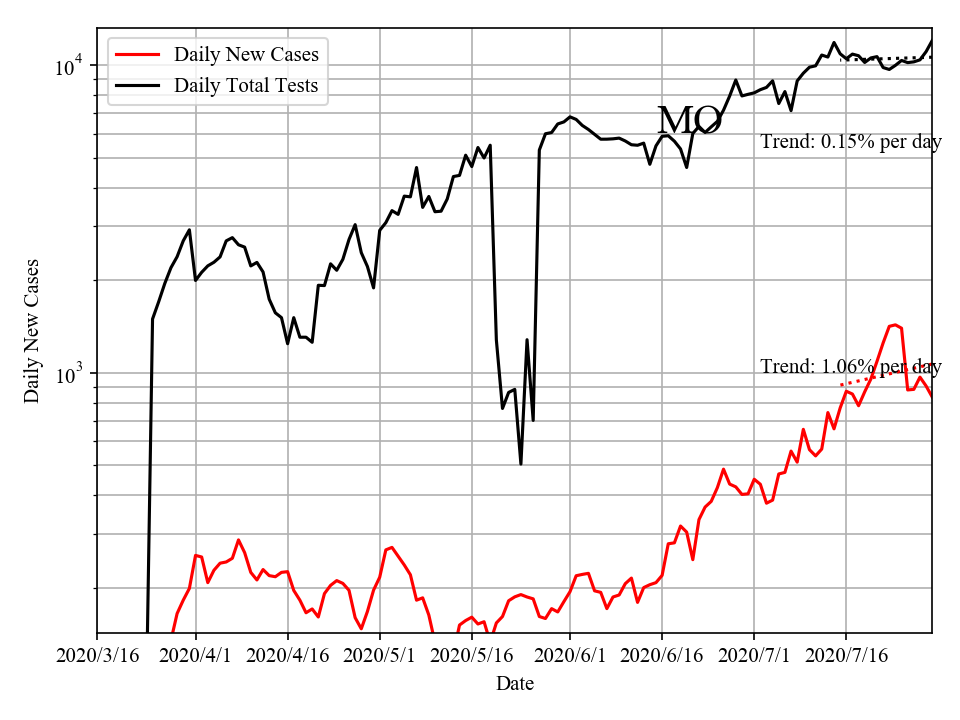 Daily New Cases
Daily Total Tests
10^4
MO
Trend: 0.15% per day
Daily New Cases
10^3
Trend: 1.06% per day
2020/3/16 2020/4/1 2020/4/16 2020/5/1 2020/5/16 2020/6/1 2020/6/16 2020/7/1 2020/7/16
Date